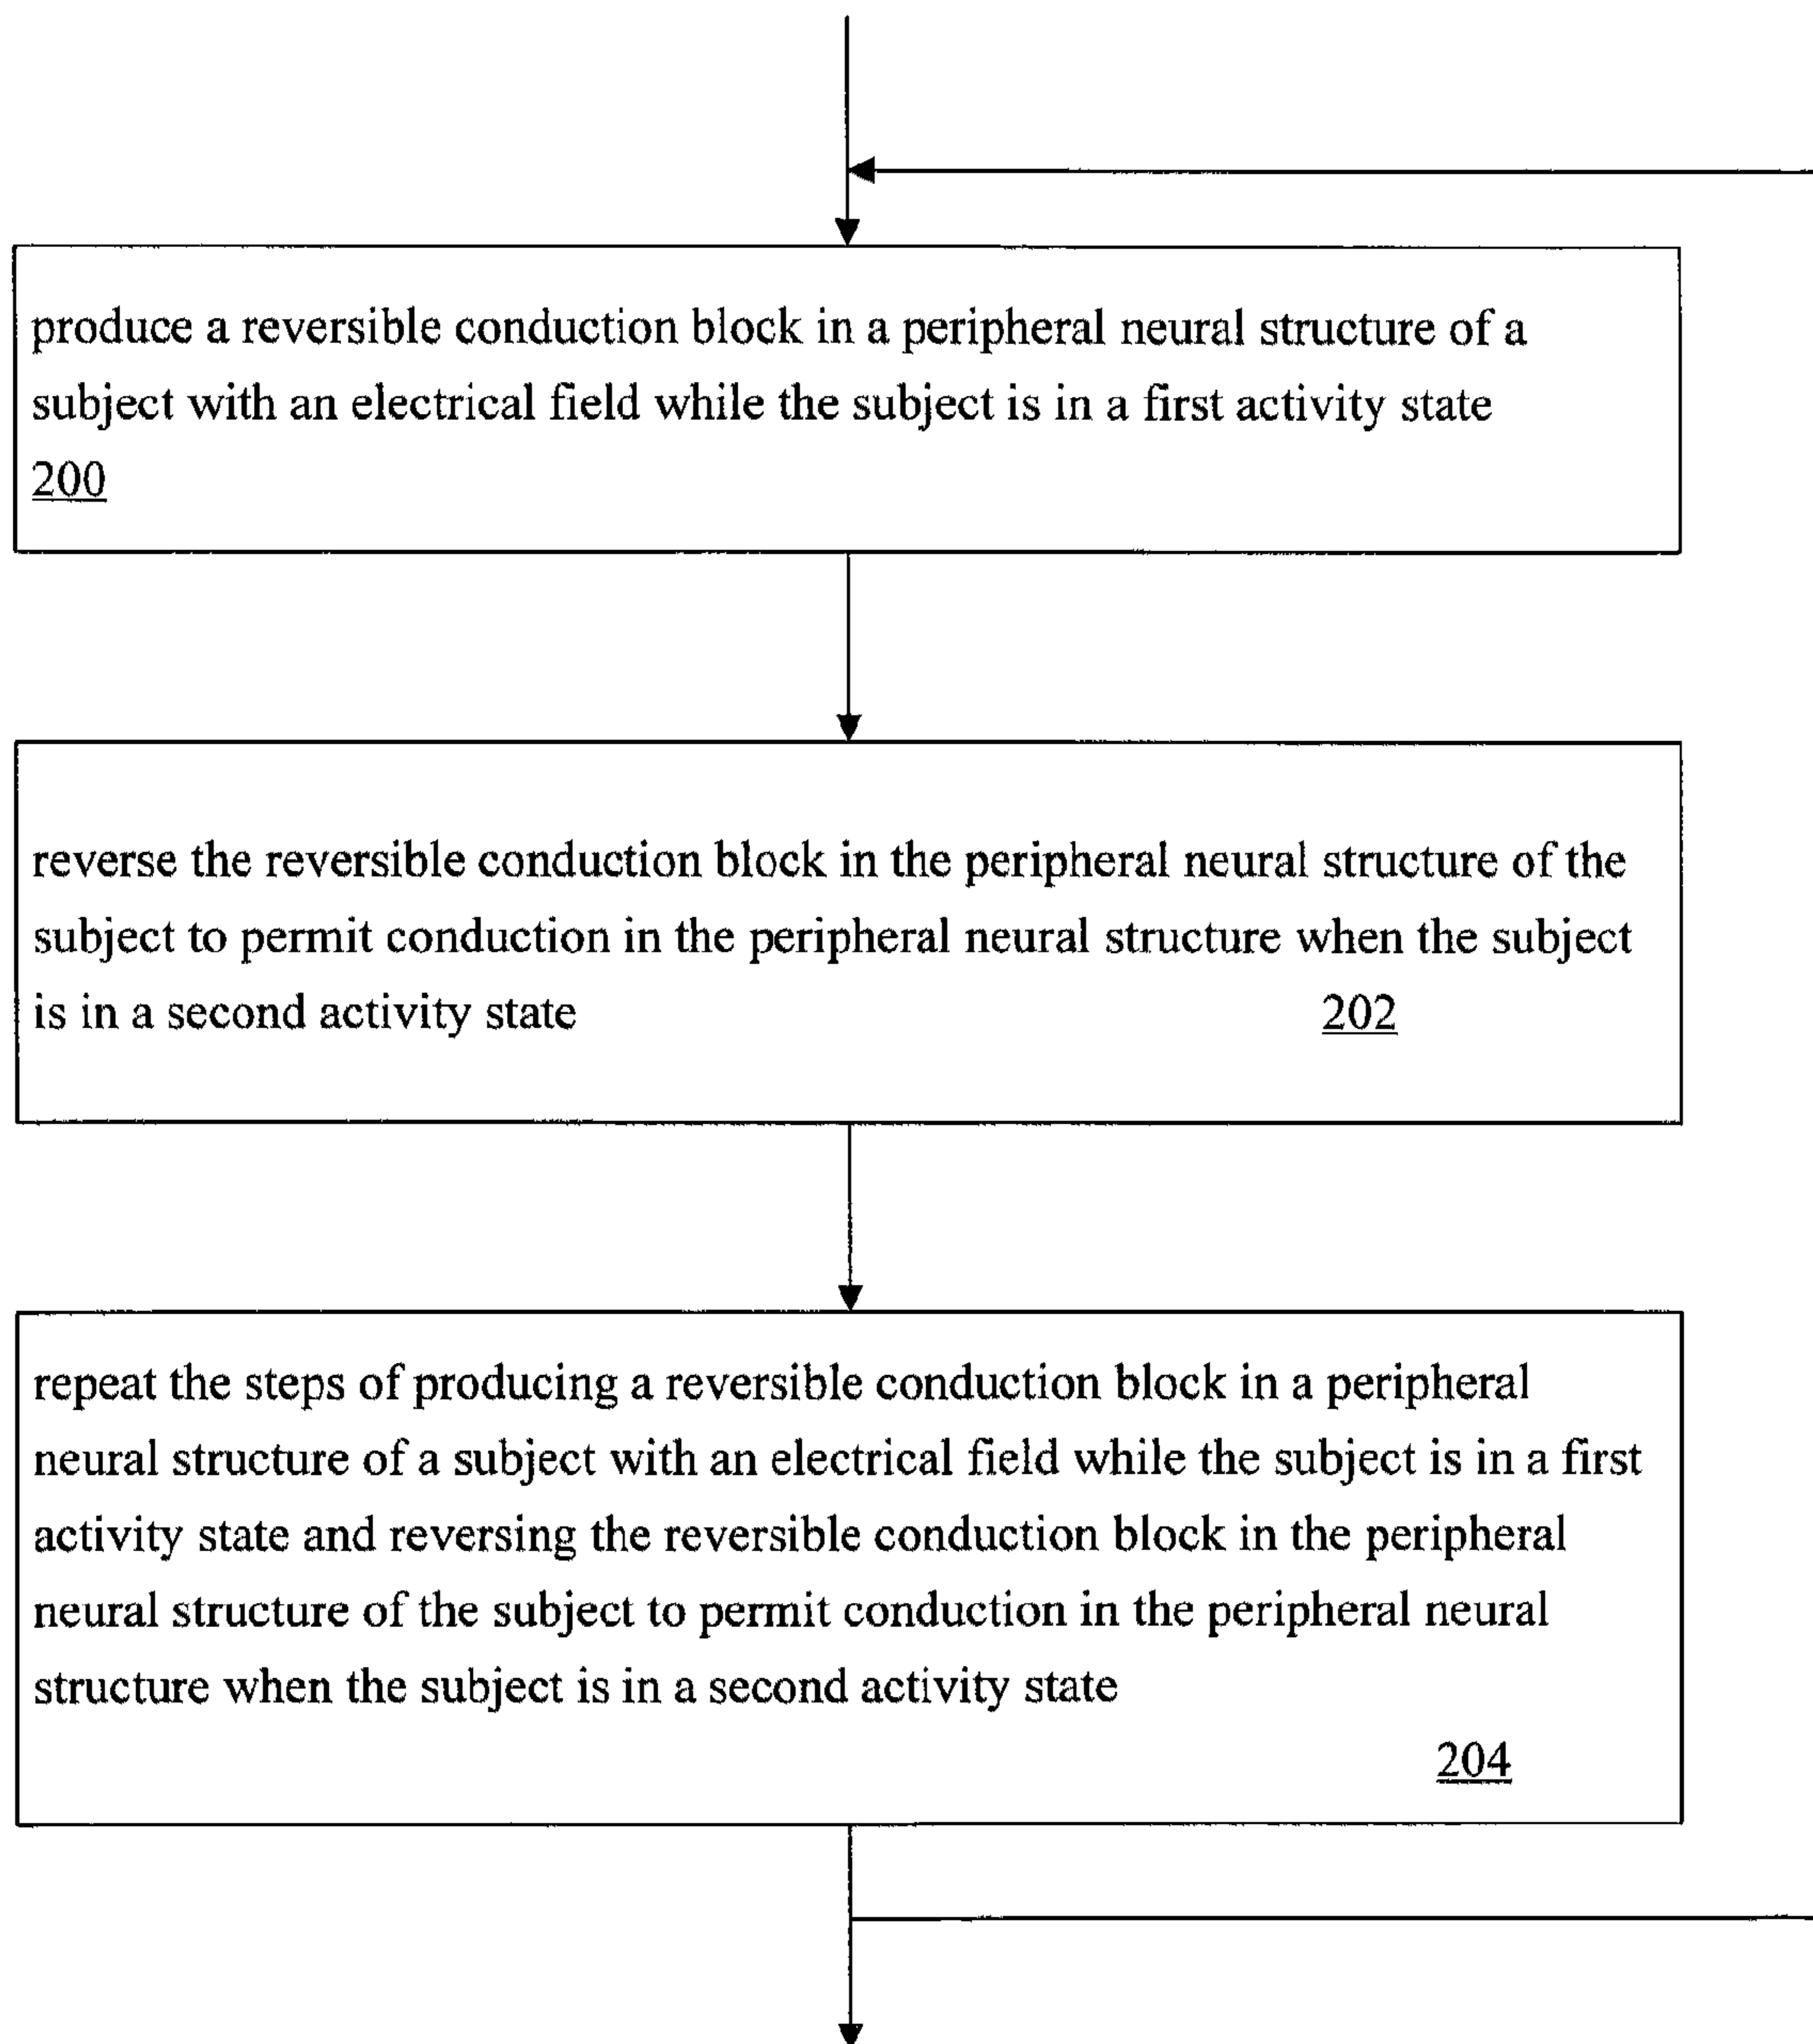 produce a reversible conduction block in a peripheral neural structure of a
subject with an electrical field while the subject is in a first activity state
200
reverse the reversible conduction block in the peripheral neural structure of the
subject to permit conduction in the peripheral neural structure when the subject
is in a second activity state 202
repeat the steps of producing a reversible conduction block in a peripheral
neural structure of a subject with an electrical field while the subject is in a first
activity state and reversing the reversible conduction block in the peripheral
neural structure of the subject to permit conduction in the peripheral neural
structure when the subject is in a second activity state
204